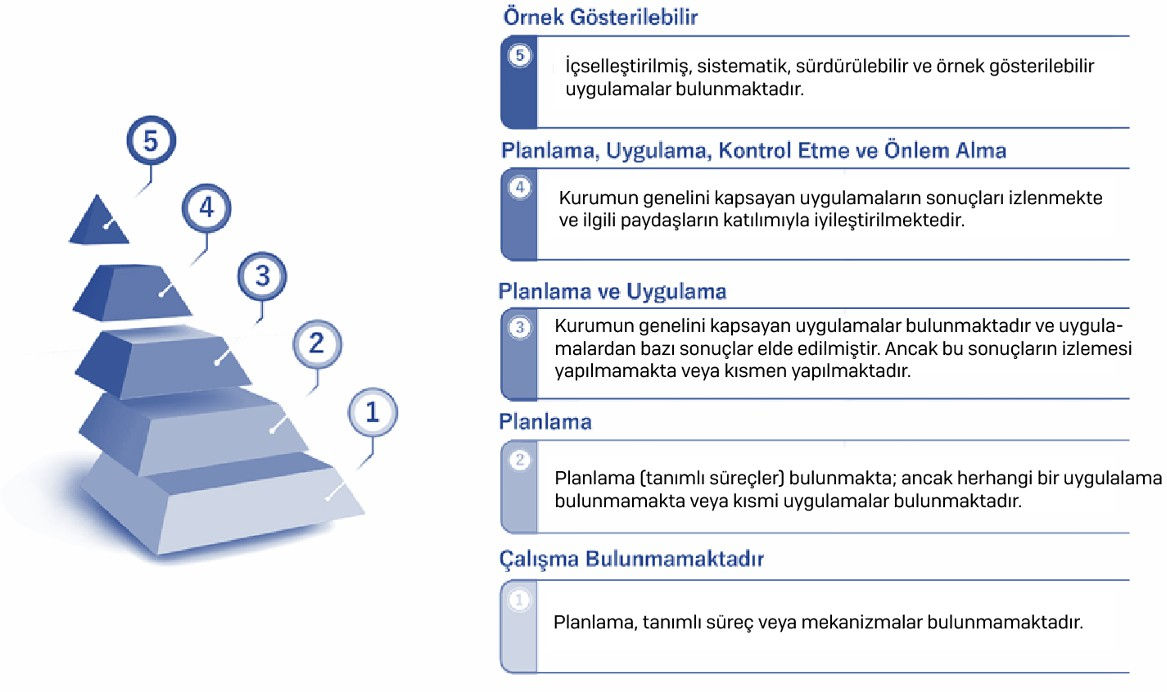 Örnek Gösterilebilir
5
İçselleştirilmiş, sistematik, sürdürülebilir ve örnek gösterilebilir
uygulamalar bulunmaktadır.
Planlama, Uygulama, Kontrol Etme ve Önlem Alma
4
Kurumun genelini kapsayan uygulamaların sonuçları izlenmekte
ve ilgili paydaşların katılımıyla iyileştirilmektedir.
Planlama ve Uygulama
3
Kurumun genelini kapsayan uygulamalar bulunmaktadır ve uygula-
malardan bazı sonuçlar elde edilmiştir. Ancak bu sonuçların izlemesi
yapılmamakta veya kısmen yapılmaktadır.
Planlama
2
Planlama (tanımlı süreçler) bulunmakta; ancak herhangi bir uygulalama
bulunmamakta veya kısmi uygulamalar bulunmaktadır.
Çalışma Bulunmamaktadır
1
Planlama, tanımlı süreç veya mekanizmalar bulunmamaktadır.
5
4
3
2
1